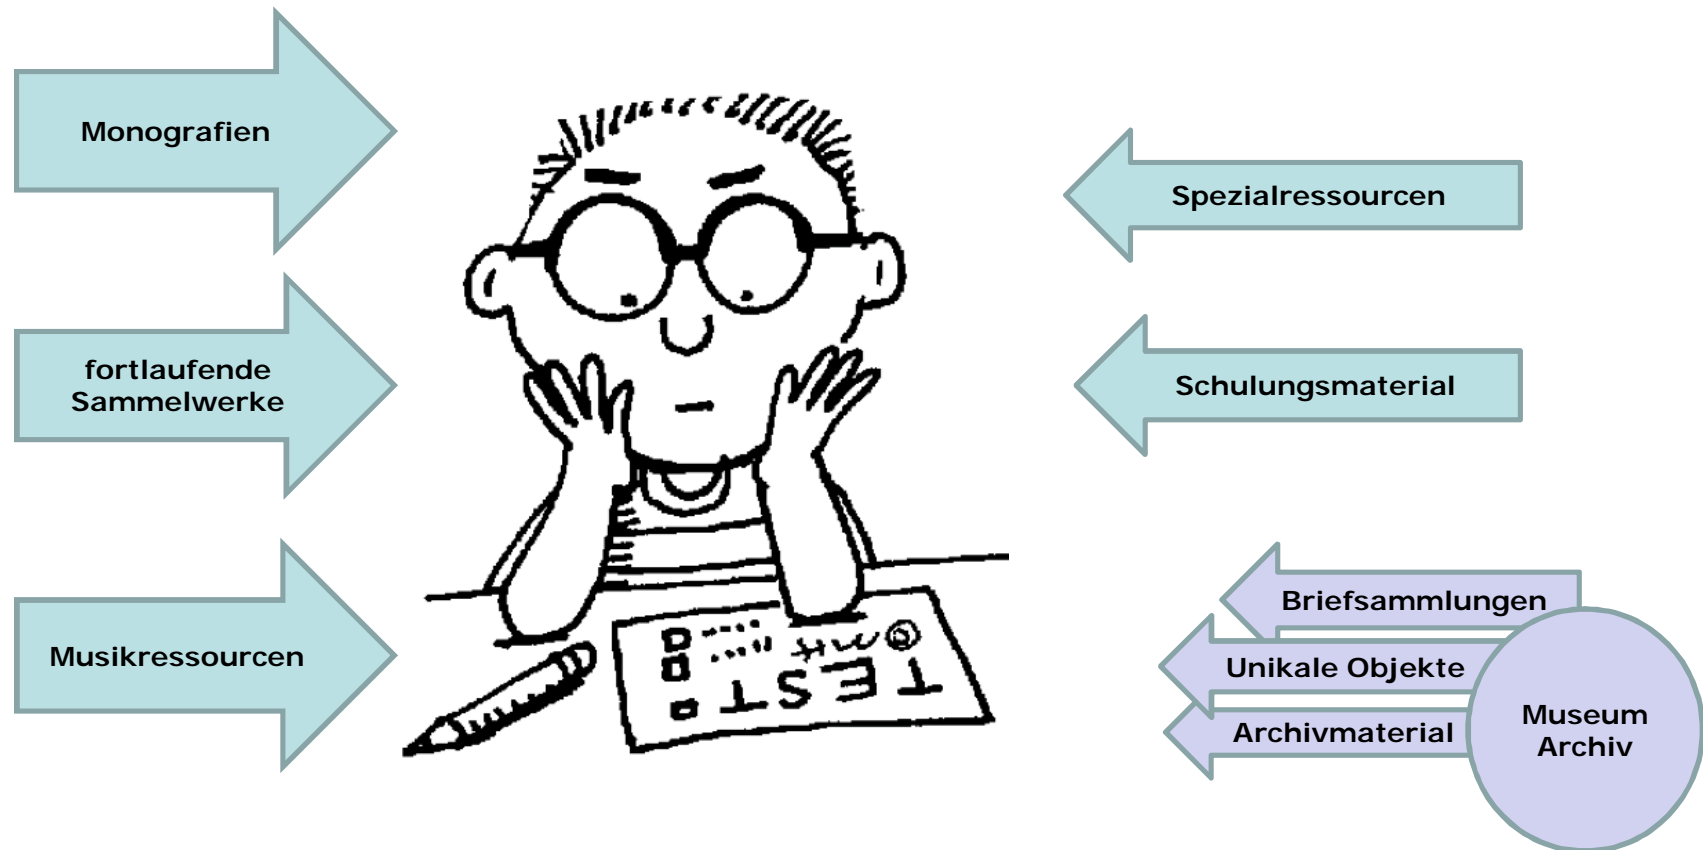 Monografien
Spezialressourcen
fortlaufende
Sammelwerke
Schulungsmaterial
Musikressourcen
Briefsammlungen
Unikale Objekte
Archivmaterial
Museum
Archiv
TEST